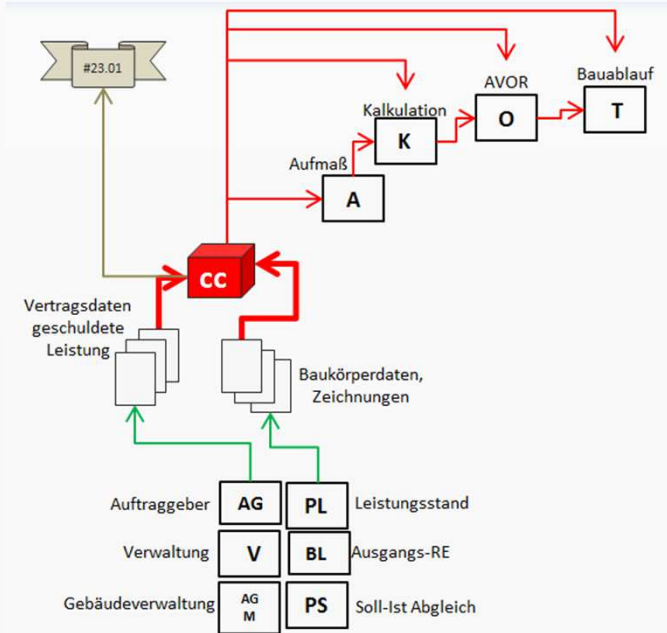 #23.01
Bauablauf
T
AVOR
O
Kalkulation
K
Aufmaß
A
CC
Vertragsdaten
geschuldete
Leistung
Baukörperdaten,
Zeichnungen
Auftraggeber
AG
PL
Leistungsstand
Verwaltung
V
BL
Ausgangs-RE
Gebäudeverwaltung
AG
M
PS
Soll-Ist Abgleich